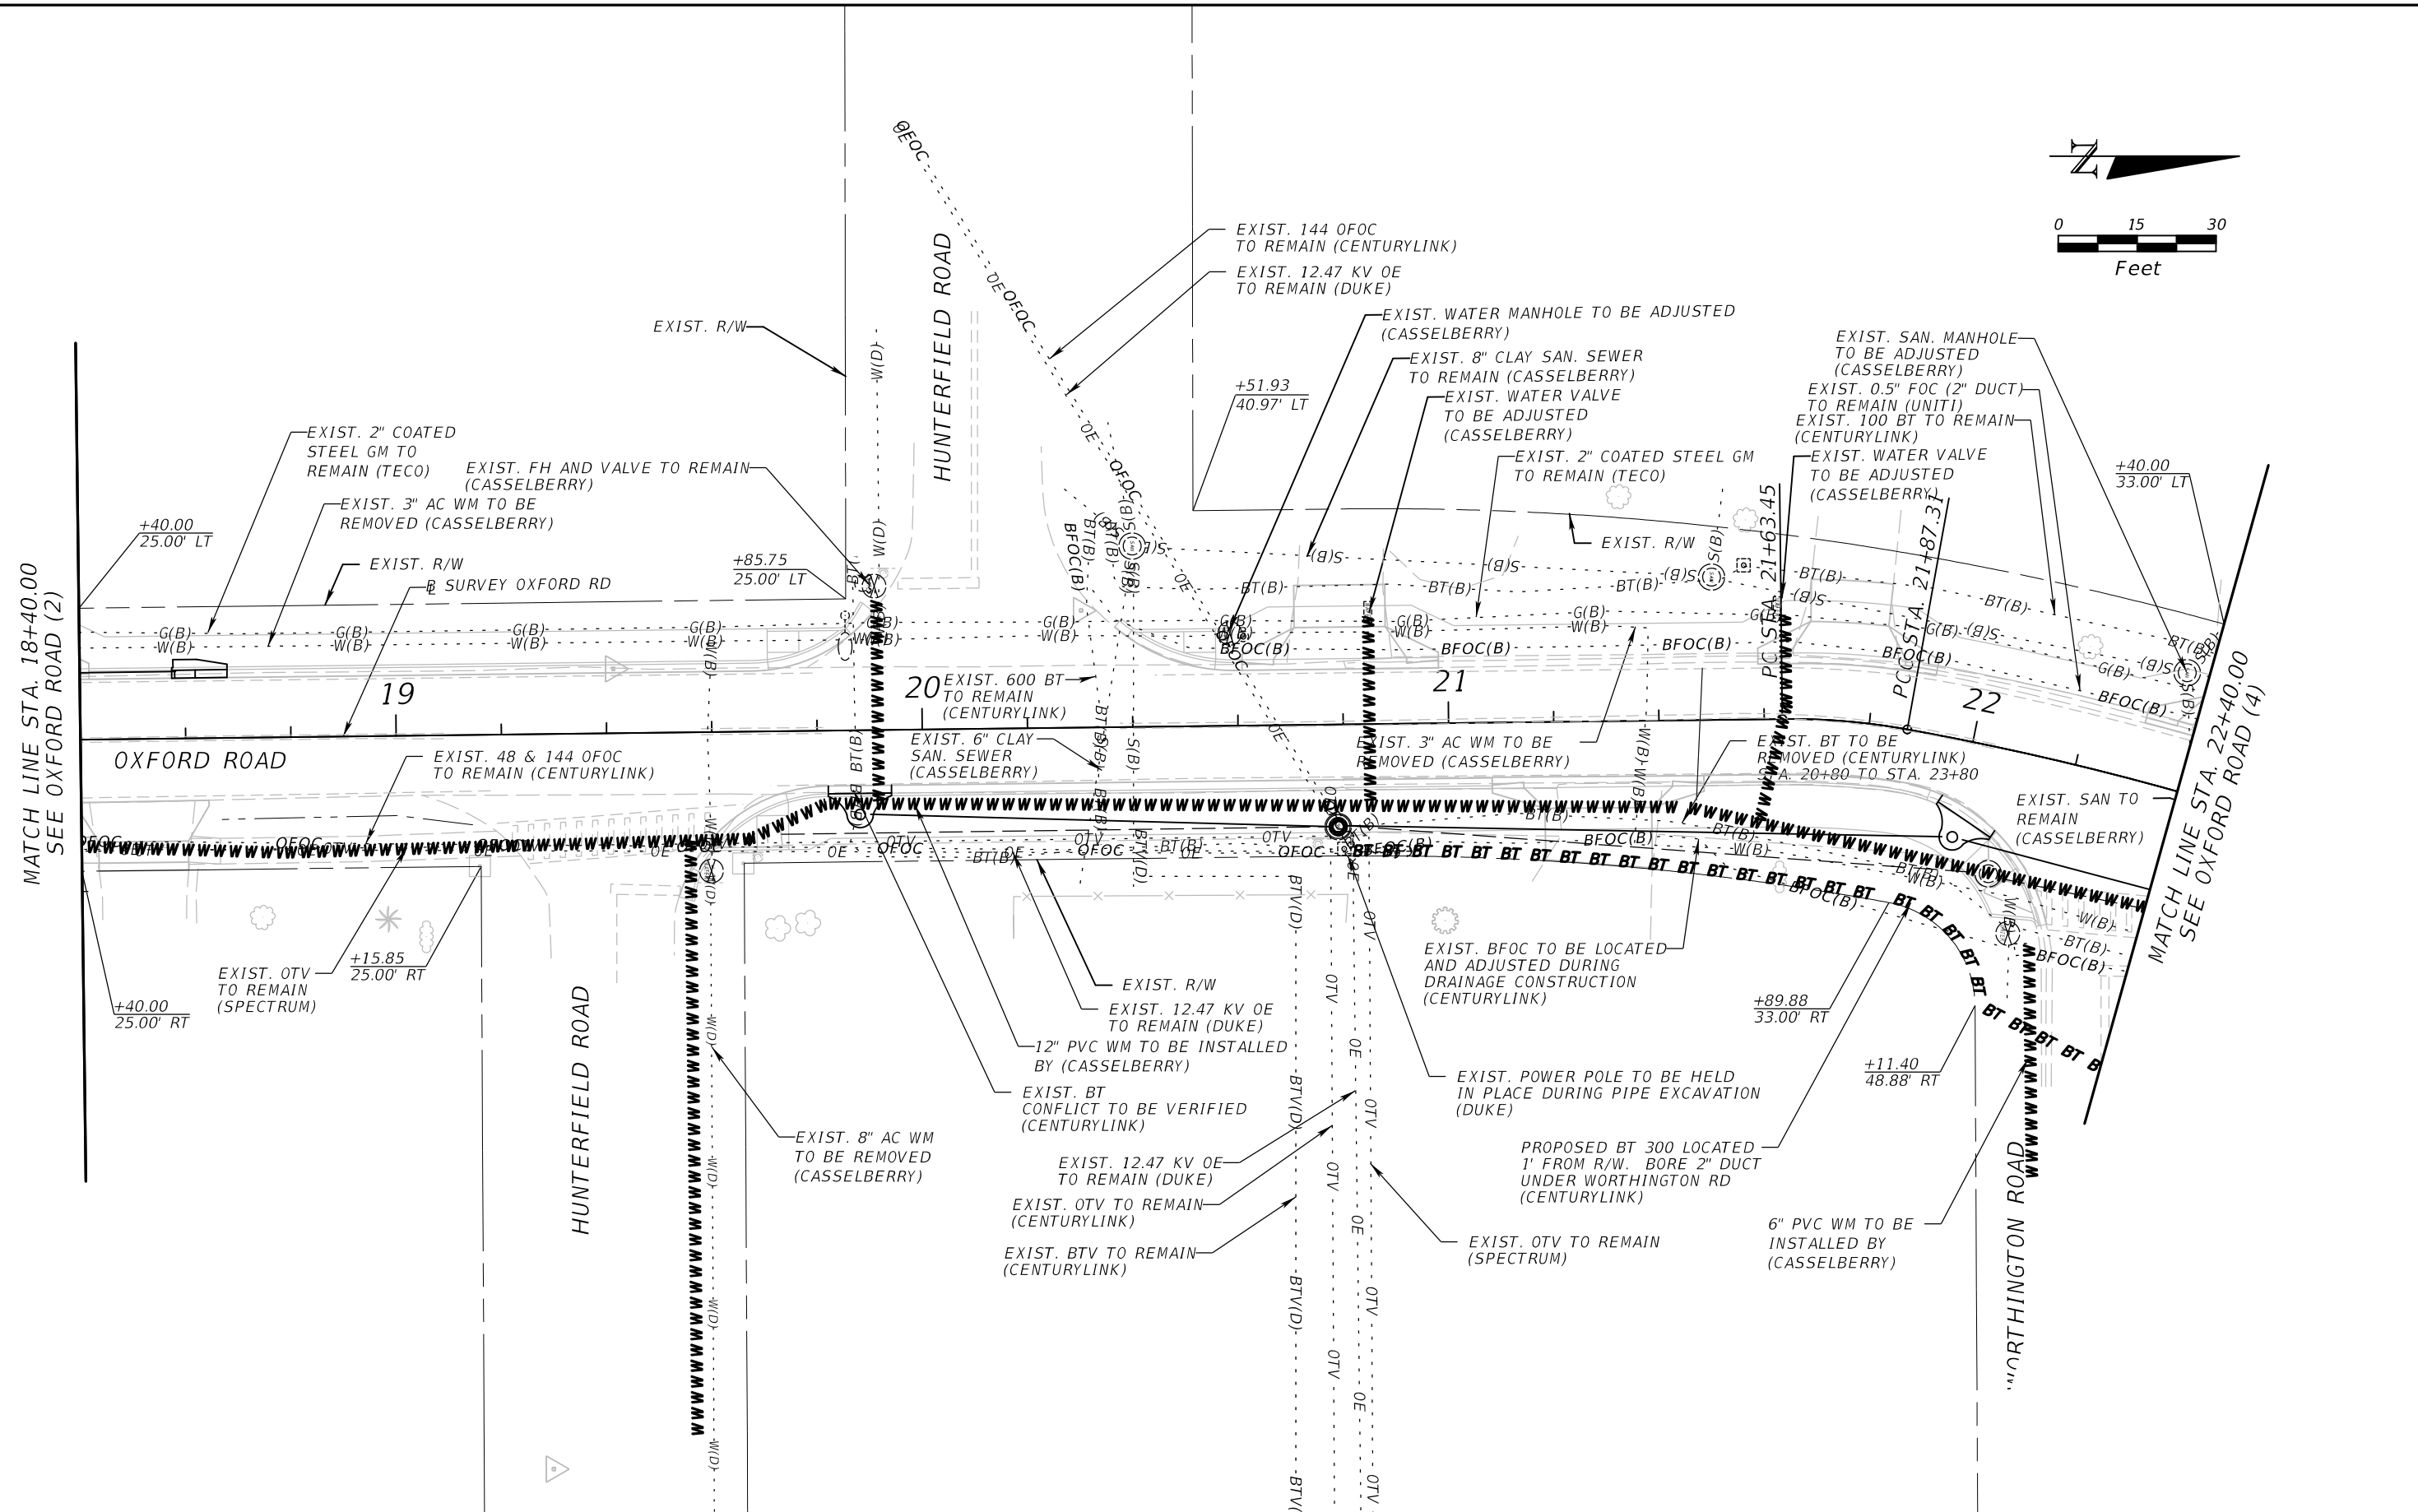 N
0 15 30
Feet
EXIST. 144 OFOC
TO REMAIN (CENTURYLINK)
EXIST. 12.47 KV OE
TO REMAIN (DUKE)
EXIST. R/W
EXIST. WATER MANHOLE TO BE ADJUSTED
(CASSELBERRY)
EXIST. 8" CLAY SAN. SEWER
TO REMAIN (CASSELBERRY)
EXIST. WATER VALVE
TO BE ADJUSTED
(CASSELBERRY)
EXIST. 2" COATED STEEL GM
TO REMAIN (TECO)
EXIST. R/W
+51.93
40.97' LT
EXIST. SAN. MANHOLE
TO BE ADJUSTED
(CASSELBERRY)
EXIST. 0.5" FOC (2" DUCT)
TO REMAIN (UNITI)
EXIST. 100 BT TO REMAIN
(CENTURYLINK)
EXIST. WATER VALVE
TO BE ADJUSTED
(CASSELBERRY)
+40.00
33.00' LT
PC STA. 21+63.45
PCC STA. 21+87.31
HUNTERFIELD ROAD
EXIST. 2" COATED
STEEL GM TO
REMAIN (TECO)
EXIST. FH AND VALVE TO REMAIN
(CASSELBERRY)
EXIST. 3" AC WM TO BE
REMOVED (CASSELBERRY)
+40.00
25.00' LT
EXIST. R/W
B SURVEY OXFORD RD
+85.75
25.00' LT
MATCH LINE STA. 18+40.00
SEE OXFORD ROAD (2)
19
20
21
22
EXIST. 600 BT
TO REMAIN
(CENTURYLINK)
EXIST. 6" CLAY
SAN. SEWER
(CASSELBERRY)
OXFORD ROAD
EXIST. 48 & 144 OFOC
TO REMAIN (CENTURYLINK)
EXIST. 3" AC WM TO BE
REMOVED (CASSELBERRY)
EXIST. BT TO BE
REMOVED (CENTURYLINK)
STA. 20+80 TO STA. 23+80
EXIST. SAN TO
REMAIN
(CASSELBERRY)
MATCH LINE STA. 22+40.00
SEE OXFORD ROAD (4)
EXIST. OTV
TO REMAIN
(SPECTRUM)
+15.85
25.00' RT
+40.00
25.00' RT
HUNTERFIELD ROAD
EXIST. 8" AC WM
TO BE REMOVED
(CASSELBERRY)
EXIST. R/W
EXIST. 12.47 KV OE
TO REMAIN (DUKE)
12" PVC WM TO BE INSTALLED
BY (CASSELBERRY)
EXIST. BT
CONFLICT TO BE VERIFIED
(CENTURYLINK)
EXIST. 12.47 KV OE
TO REMAIN (DUKE)
EXIST. OTV TO REMAIN
(CENTURYLINK)
EXIST. BTV TO REMAIN
(CENTURYLINK)
EXIST. BFOC TO BE LOCATED
AND ADJUSTED DURING
DRAINAGE CONSTRUCTION
(CENTURYLINK)
EXIST. POWER POLE TO BE HELD
IN PLACE DURING PIPE EXCAVATION
(DUKE)
PROPOSED BT 300 LOCATED
1' FROM R/W. BORE 2" DUCT
UNDER WORTHINGTON RD
(CENTURYLINK)
EXIST. OTV TO REMAIN
(SPECTRUM)
+89.88
33.00' RT
+11.40
48.88' RT
6" PVC WM TO BE
INSTALLED BY
(CASSELBERRY)
WORTHINGTON ROAD